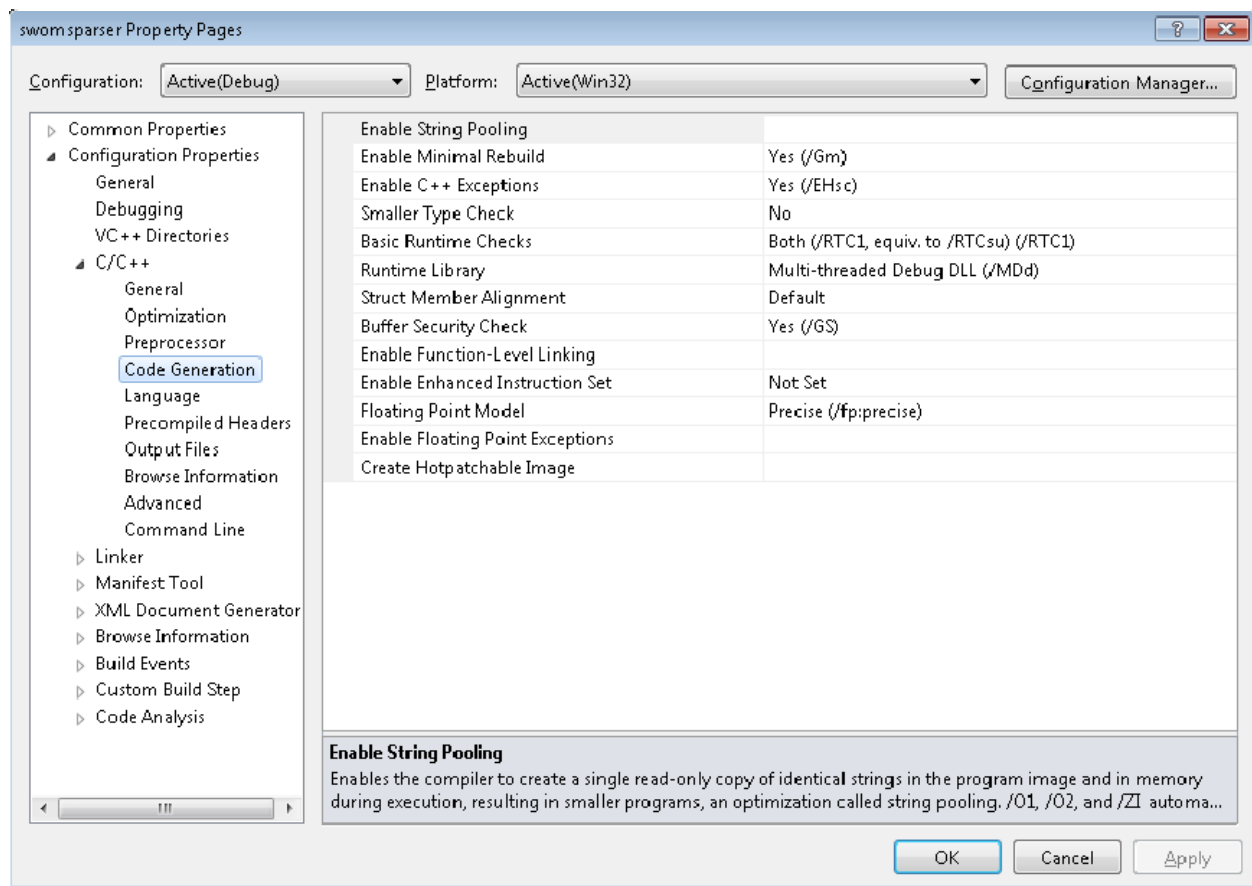 swomsparser Property Pages
Configuration: Active(Debug) Platform: Active(Win32) Configuration Manager...
Common Properties
Configuration Properties
General
Debugging
VC++ Directories
C/C++
General
Optimization
Preprocessor
Code Generation
Language
Precompiled Headers
Output Files
Browse Information
Advanced
Command Line
Linker
Manifest Tool
XML Document Generator
Browse Information
Build Events
Custom Build Step
Code Analysis
Enable String Pooling
Enable Minimal Rebuild Yes (/Gm)
Enable C++ Exceptions Yes (/EHsc)
Smaller Type Check No
Basic Runtime Checks Both (/RTC1, equiv. to /RTCsu) (/RTC1)
Runtime Library Multi-threaded Debug DLL (/MDd)
Struct Member Alignment Default
Buffer Security Check Yes (/GS)
Enable Function-Level Linking
Enable Enhanced Instruction Set Not Set
Floating Point Model Precise (/fp:precise)
Enable Floating Point Exceptions
Create Hotpatchable Image
Enable String Pooling
Enables the compiler to create a single read-only copy of identical strings in the program image and in memory
during execution, resulting in smaller programs, an optimization called string pooling. /O1, /O2, and /ZI automa...
OK Cancel Apply